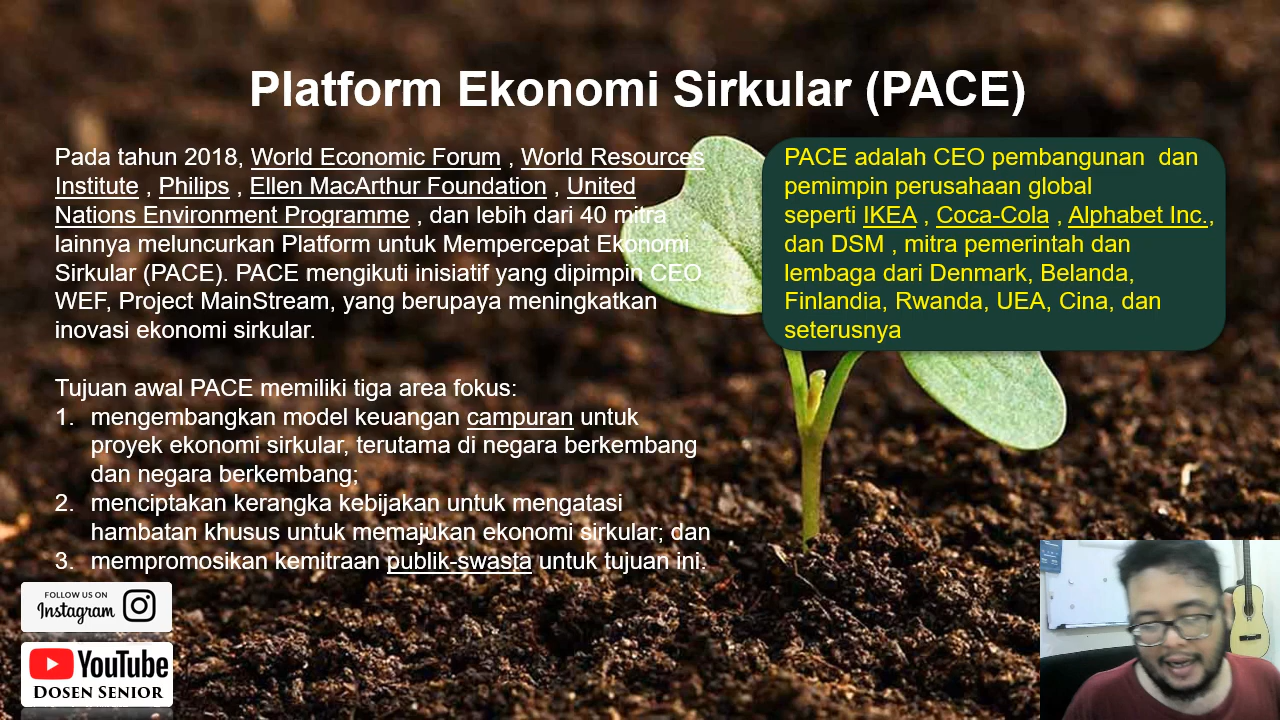 Platform Ekonomi Sirkular (PACE)
Pada tahun 2018, World Economic Forum , World Resources
Institute , Philips , Ellen MacArthur Foundation , United
Nations Environment Programme , dan lebih dari 40 mitra
lainnya meluncurkan Platform untuk Mempercepat Ekonomi
Sirkular (PACE). PACE mengikuti inisiatif yang dipimpin CEO
WEF, Project MainStream, yang berupaya meningkatkan
inovasi ekonomi sirkular.
Tujuan awal PACE memiliki tiga area fokus:
1. mengembangkan model keuangan campuran untuk
proyek ekonomi sirkular, terutama di negara berkembang
dan negara berkembang;
2. menciptakan kerangka kebijakan untuk mengatasi
hambatan khusus untuk memajukan ekonomi sirkular; dan
3. mempromosikan kemitraan publik-swasta untuk tujuan ini.
PACE adalah CEO pembangunan dan
pemimpin perusahaan global
seperti IKEA , Coca-Cola , Alphabet Inc.,
dan DSM , mitra pemerintah dan
lembaga dari Denmark, Belanda,
Finlandia, Rwanda, UEA, Cina, dan
seterusnya
FOLLOW US ON
Instagram
YouTube
DOSEN SENIOR